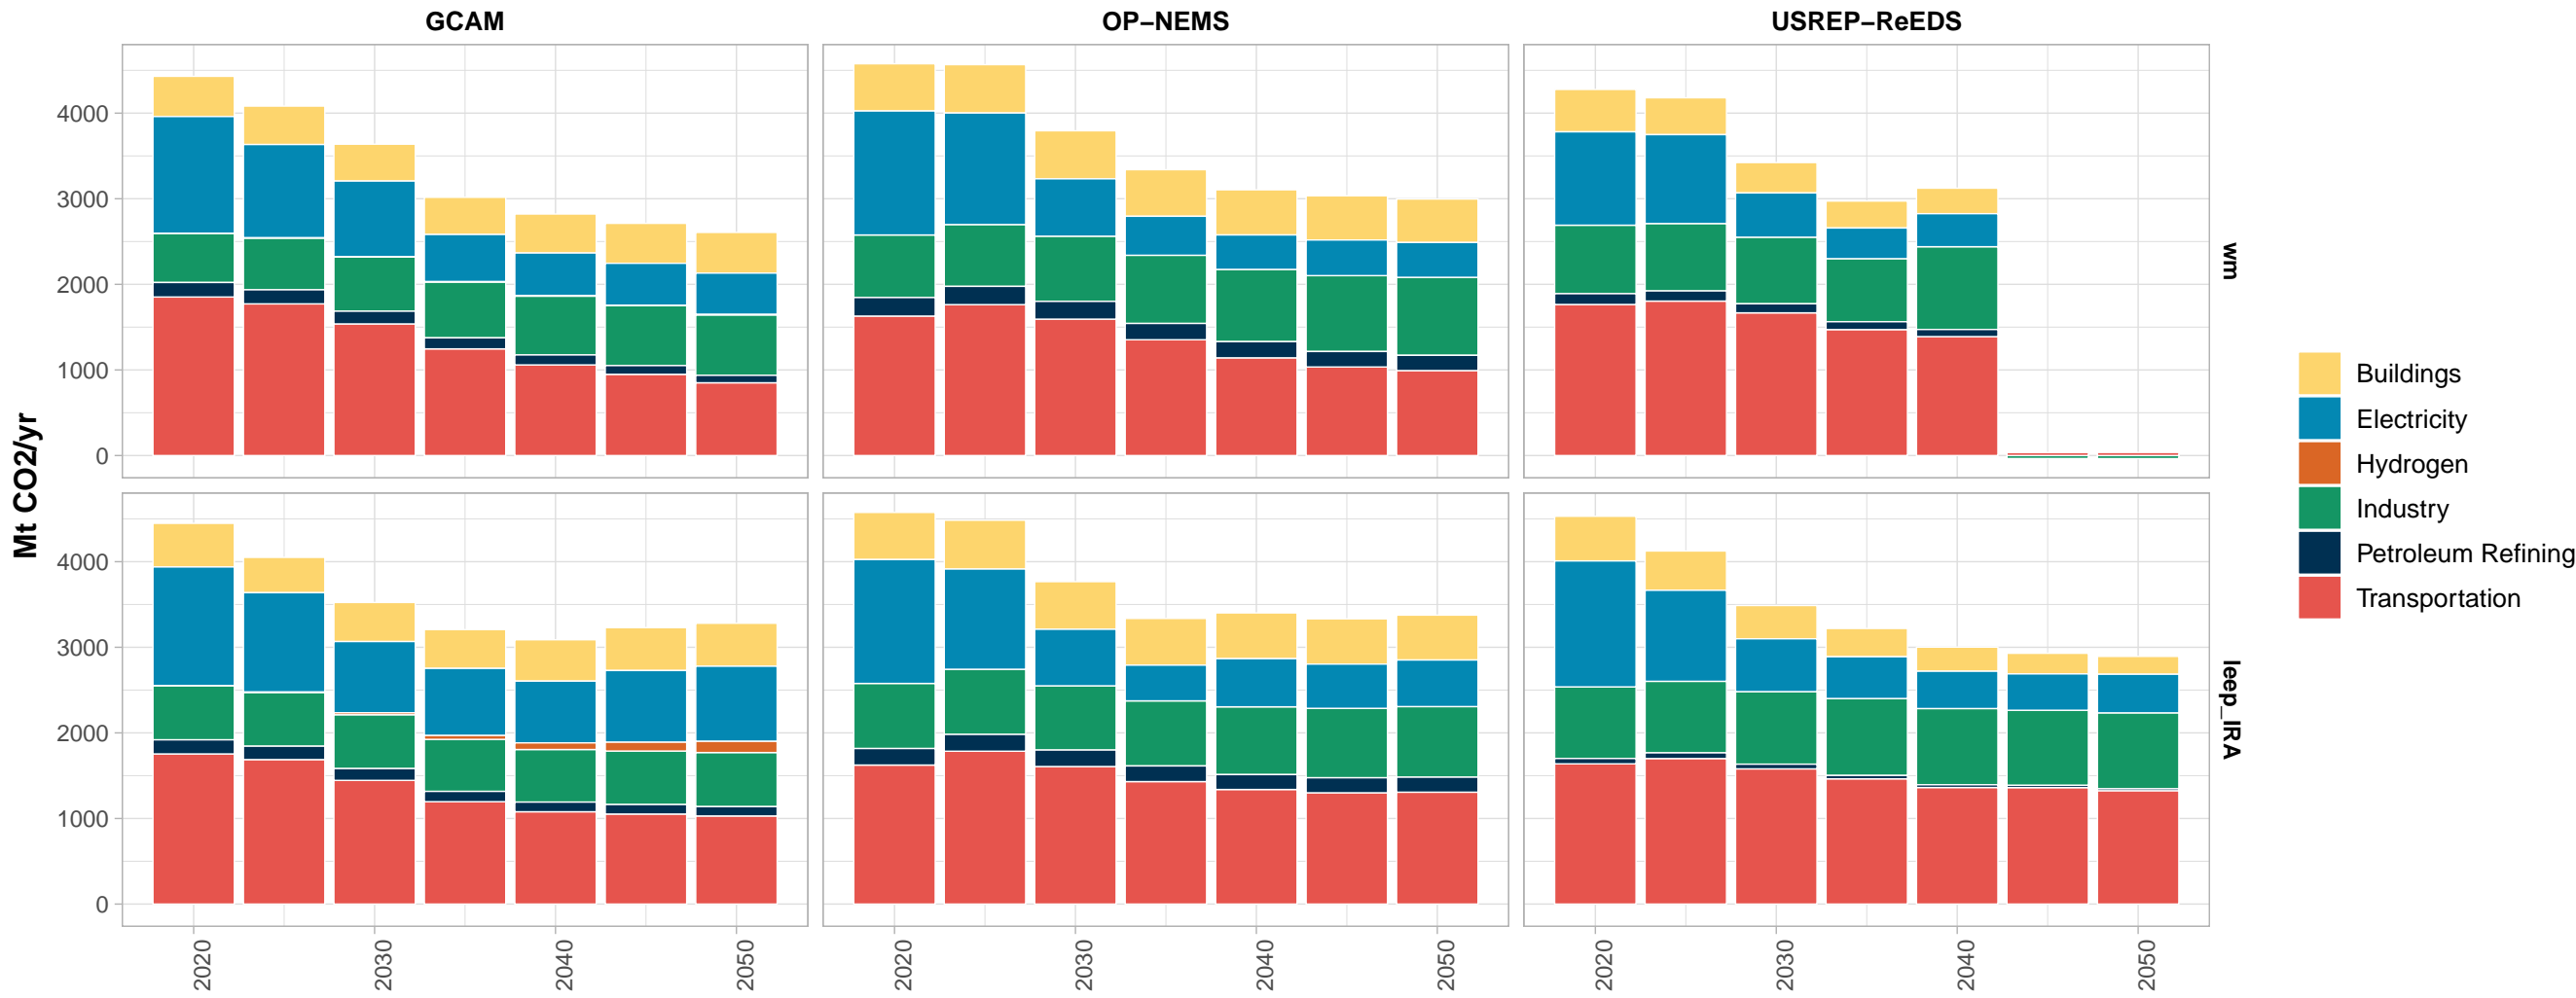 GCAM
OP−NEMS
USREP−ReEDS
Mt CO2/yr
4000
3000
2000
1000
0
wm
4000
3000
2000
1000
0
leep_IRA
2020
2030
2040
2050
2020
2030
2040
2050
2020
2030
2040
2050
Buildings
Electricity
Hydrogen
Industry
Petroleum Refining
Transportation